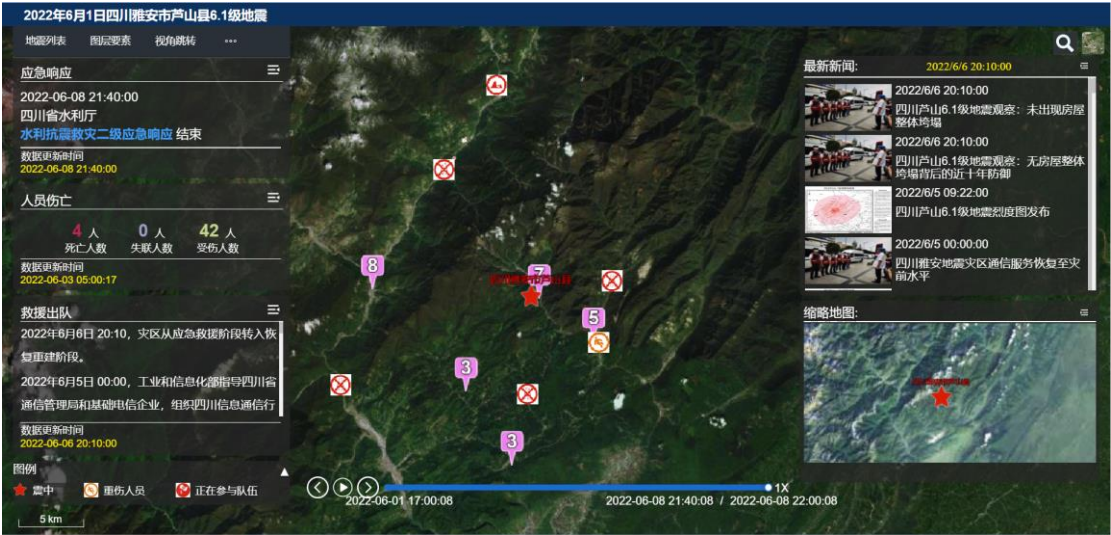 2022年6月1日四川雅安市芦山县6.1级地震
地震列表 图层要素 视角跳转 •••
应急响应
2022-06-08 21:40:00
四川省水利厅
水利抗震救灾二级应急响应 结束
数据更新时间
2022-06-08 21:40:00
人员伤亡
4 人 0 人 42 人
死亡人数 失联人数 受伤人数
数据更新时间
2022-06-03 05:00:17
救援出队
2022年6月6日 20:10，灾区从应急救援阶段转入恢
复重建阶段。
2022年6月5日 00:00，工业和信息化部指导四川省
通信管理局和基础电信企业，组织四川信息通信行
数据更新时间
2022-06-06 20:10:00
图例
震中 重伤人员 正在参与队伍
5 km
8
7
5
3
3
2022-06-01 17:00:08
1X
2022-06-08 21:40:08 / 2022-06-08 22:00:08
最新新闻: 2022/6/6 20:10:00
2022/6/6 20:10:00
四川芦山6.1级地震观察：未出现房屋
整体垮塌
2022/6/6 20:10:00
四川芦山6.1级地震观察：无房屋整体
垮塌背后的近十年防御
2022/6/5 09:22:00
四川芦山6.1级地震烈度图发布
2022/6/5 00:00:00
四川雅安地震灾区通信服务恢复至灾
前水平
缩略地图: